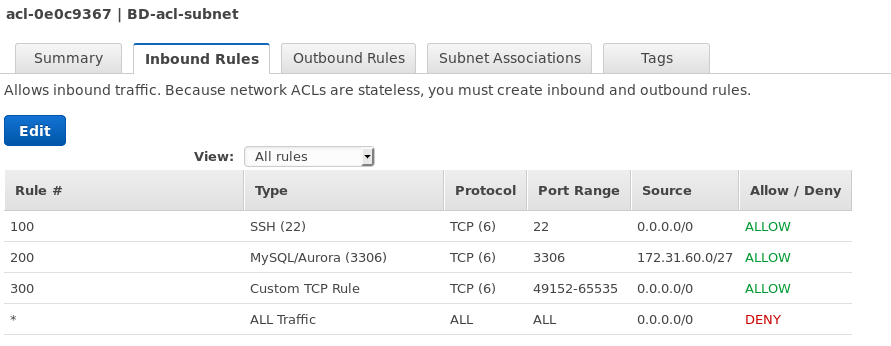 acl-0e0c9367 | BD-acl-subnet
Summary Inbound Rules Outbound Rules Subnet Associations Tags
Allows inbound traffic. Because network ACLs are stateless, you must create inbound and outbound rules.
Edit
View: All rules
Rule # Type Protocol Port Range Source Allow / Deny
100 SSH (22) TCP (6) 22 0.0.0.0/0 ALLOW
200 MySQL/Aurora (3306) TCP (6) 3306 172.31.60.0/27 ALLOW
300 Custom TCP Rule TCP (6) 49152-65535 0.0.0.0/0 ALLOW
* ALL Traffic ALL ALL 0.0.0.0/0 DENY